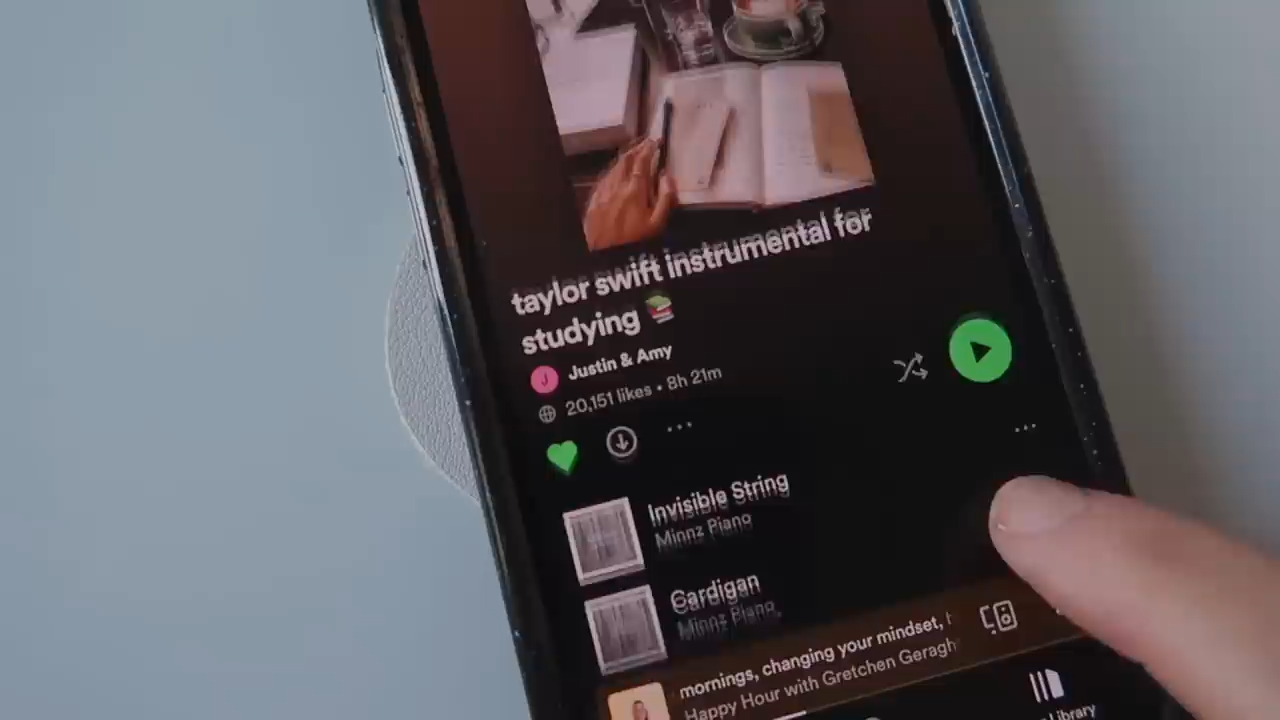 taylor swift instrumental for
studying
J
Justin & Amy
20,151 likes • 8h 21m
Invisible String
Minnz Piano
Cardigan
Minnz Piano
mornings, changing your mindset,
Happy Hour with Gretchen Geragh
Library